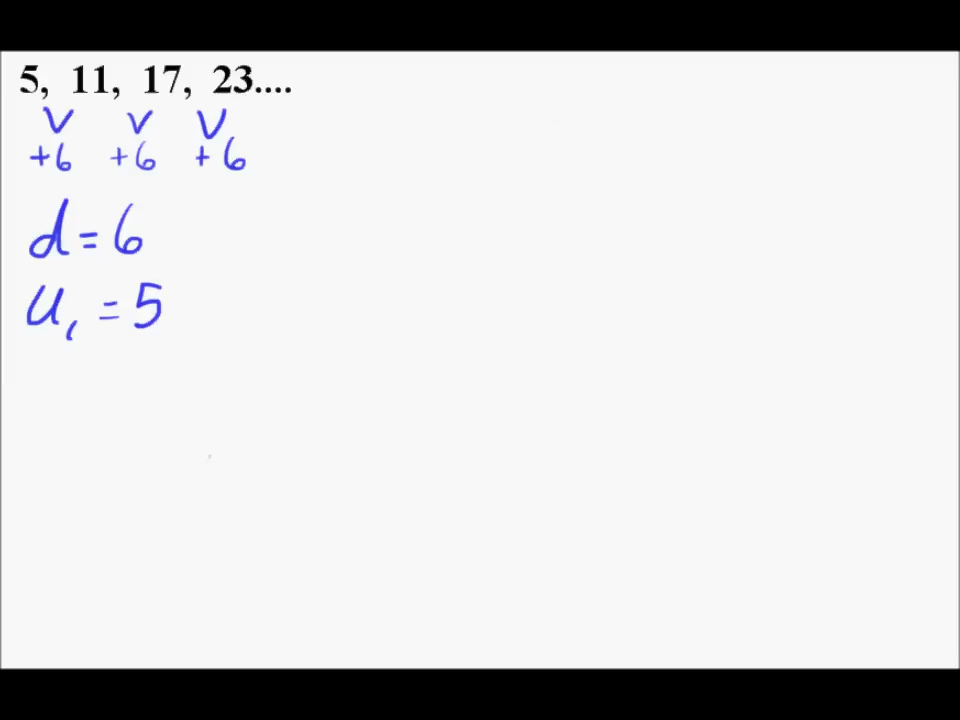 5, 11, 17, 23....
+6 +6 +6
d = 6
u₁ = 5